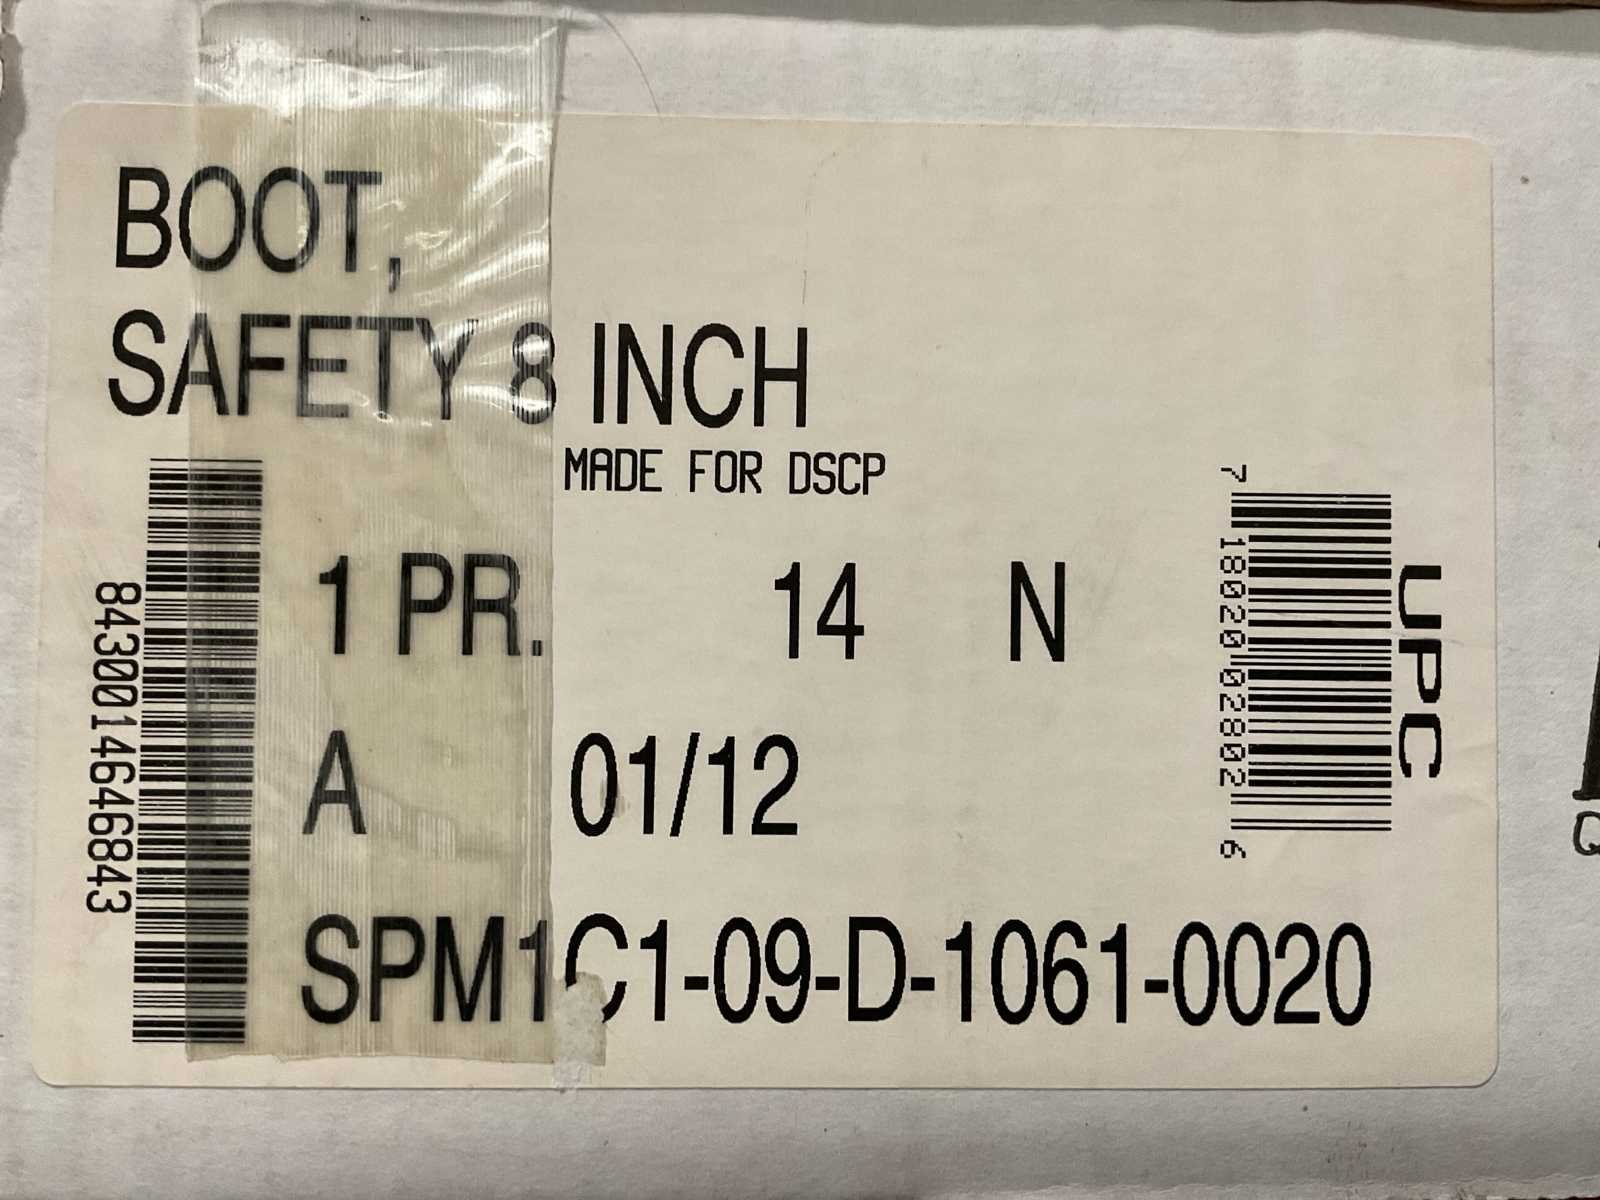 BOOT,
SAFETY 8 INCH
MADE FOR DSCP
1 PR. 14 N
A 01/12
SPM1C1-09-D-1061-0020
8430014646843
7 18020 02802 6
UPC